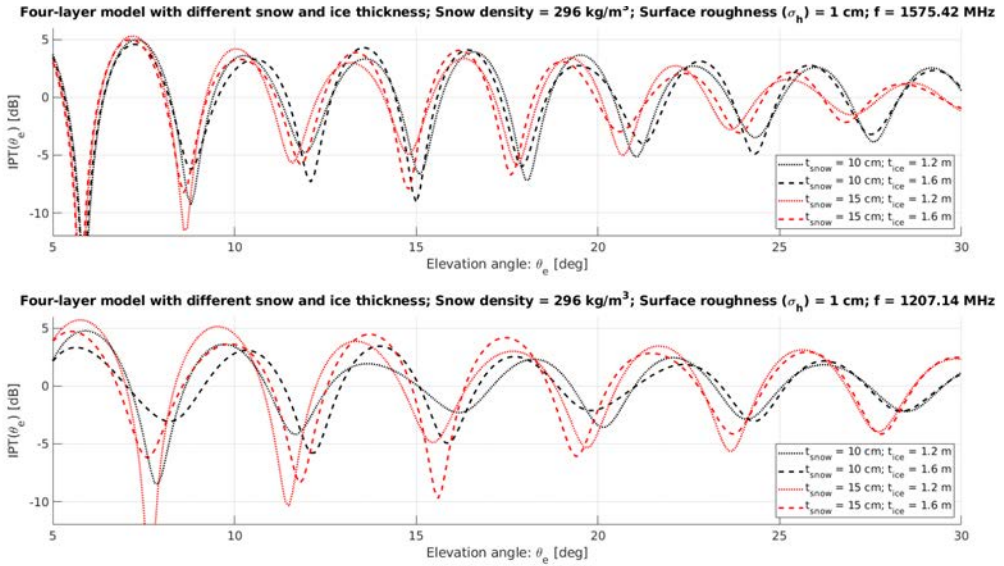 Four-layer model with different snow and ice thickness; Snow density = 296 kg/m³; Surface roughness (σh) = 1 cm; f = 1575.42 MHz
IPT(θe) [dB]
5
0
-5
-10
tsnow = 10 cm; tice = 1.2 m
tsnow = 10 cm; tice = 1.6 m
tsnow = 15 cm; tice = 1.2 m
tsnow = 15 cm; tice = 1.6 m
5 10 15 20 25 30
Elevation angle: θe [deg]
Four-layer model with different snow and ice thickness; Snow density = 296 kg/m³; Surface roughness (σh) = 1 cm; f = 1207.14 MHz
IPT(θe) [dB]
5
0
-5
-10
tsnow = 10 cm; tice = 1.2 m
tsnow = 10 cm; tice = 1.6 m
tsnow = 15 cm; tice = 1.2 m
tsnow = 15 cm; tice = 1.6 m
5 10 15 20 25 30
Elevation angle: θe [deg]